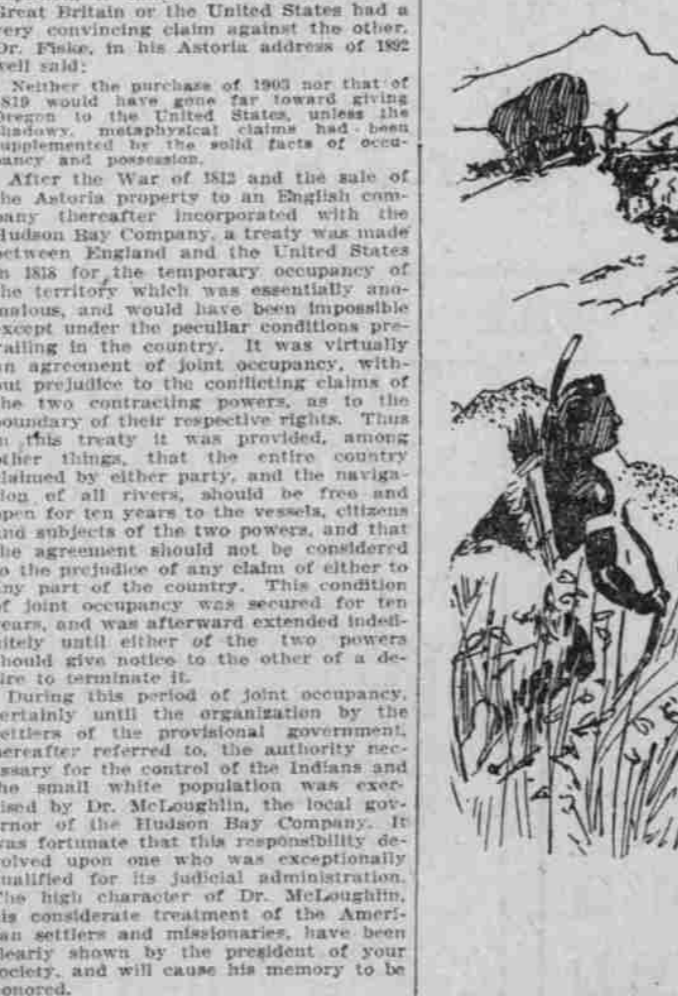 Great Britain or the United States had a
very convincing claim against the other.
Dr. Fiske, in his Astoria address of 1892
well said:
Neither the purchase of 1903 nor that of
1819 would have gone far toward giving
Oregon to the United States, unless the
shadowy, metaphysical claims had been
supplemented by the solid facts of occu-
pancy and possession.
After the War of 1812 and the sale of
the Astoria property to an English com-
pany thereafter incorporated with the
Hudson Bay Company, a treaty was made
between England and the United States
in 1818 for the temporary occupancy of
the territory which was essentially ano-
malous, and would have been impossible
except under the peculiar conditions pre-
vailing in the country. It was virtually
an agreement of joint occupancy, with-
out prejudice to the conflicting claims of
the two contracting powers, as to the
boundary of their respective rights. Thus
in this treaty it was provided, among
other things, that the entire country
claimed by either party, and the naviga-
tion of all rivers, should be free and
open for ten years to the vessels, citizens
and subjects of the two powers, and that
the agreement should not be considered
to the prejudice of any claim of either to
any part of the country. This condition
of joint occupancy was secured for ten
years, and was afterward extended indefi-
nitely until either of the two powers
should give notice to the other of a de-
sire to terminate it.
During this period of joint occupancy,
certainly until the organization by the
settlers of the provisional government,
hereafter referred to, the authority nec-
essary for the control of the Indians and
the small white population was exer-
cised by Dr. McLoughlin, the local gov-
ernor of the Hudson Bay Company. It
was fortunate that this responsibility de-
volved upon one who was exceptionally
qualified for its judicial administration.
The high character of Dr. McLoughlin,
his considerate treatment of the Ameri-
can settlers and missionaries, have been
clearly shown by the president of your
society, and will cause his memory to be
honored.